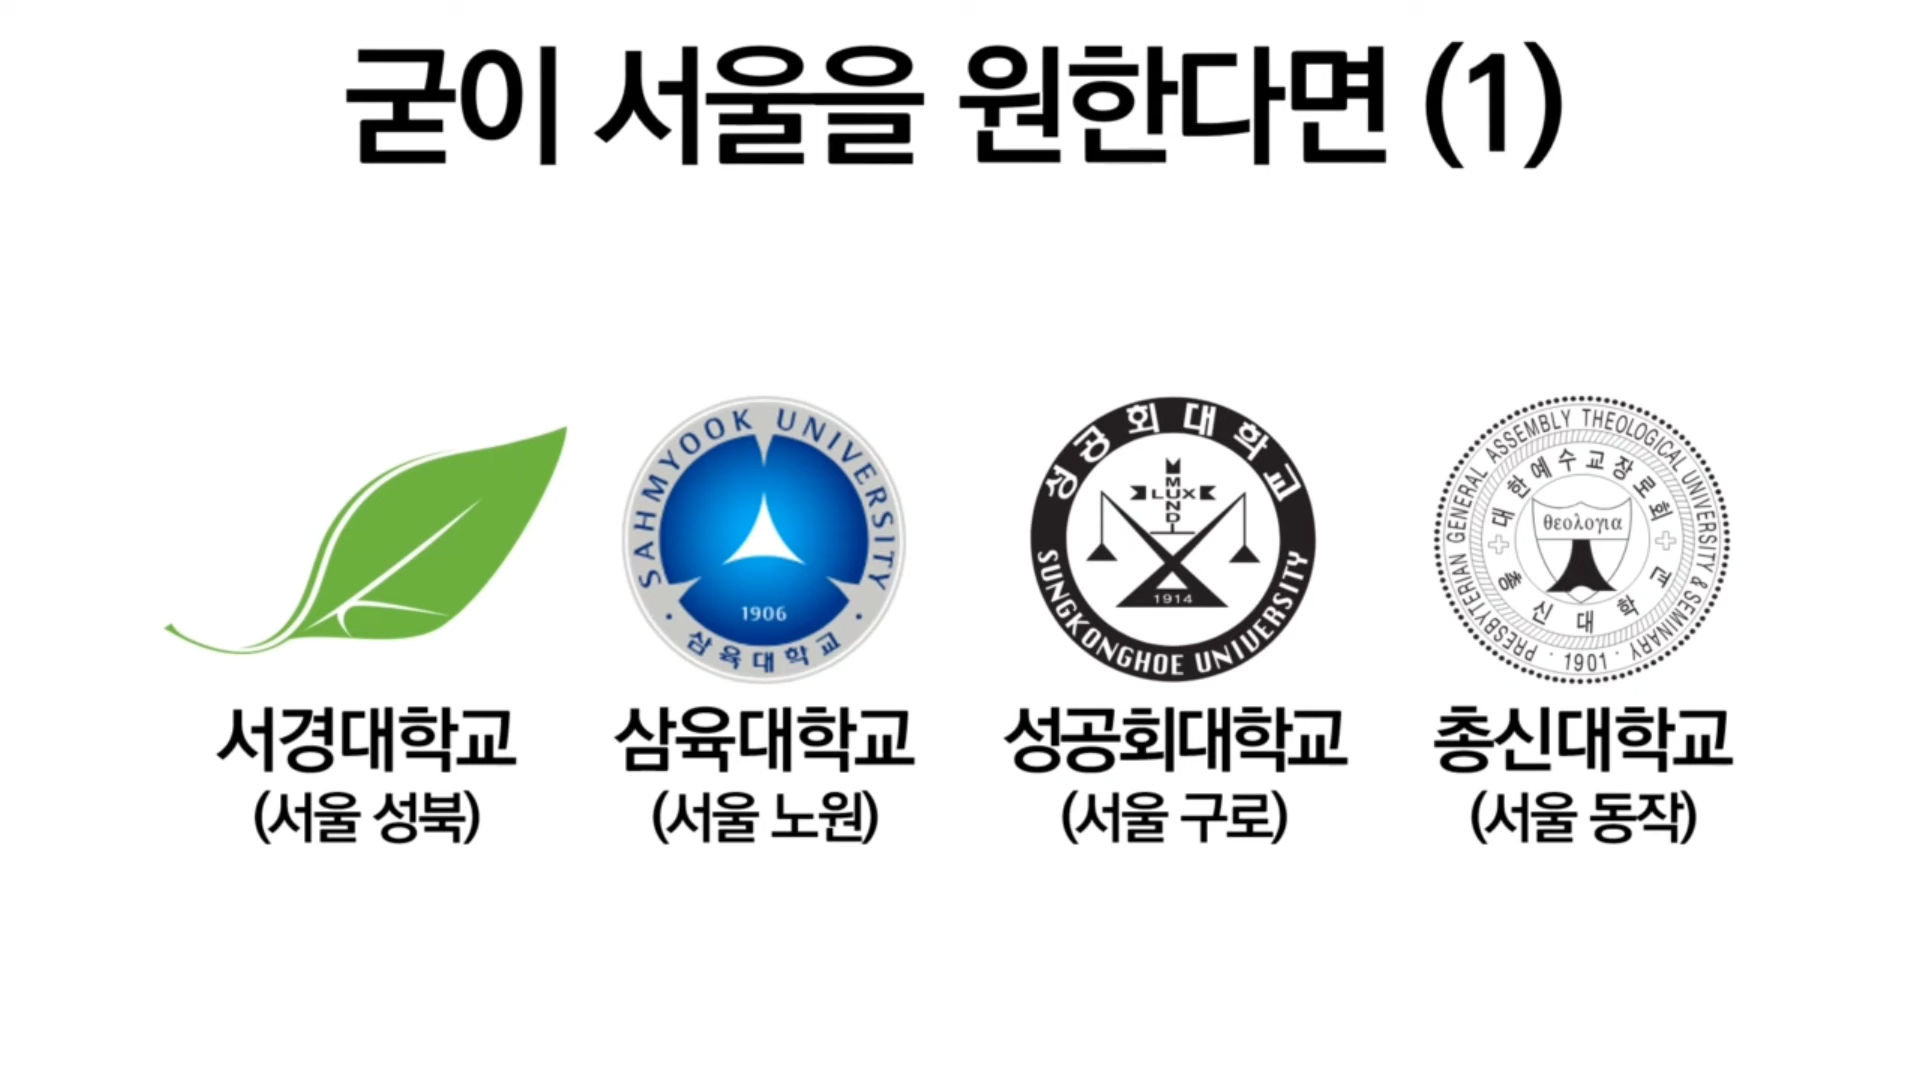 굳이 서울을 원한다면 (1)
SAHMYOOK UNIVERSITY
1906
삼육대학교
성공회대학교
LUX MUNDI
1914
SUNGKONGHOE UNIVERSITY
PRESBYTERIAN GENERAL ASSEMBLY THEOLOGICAL UNIVERSITY & SEMINARY
대한예수교장로회
θεολογια
총신대학교
1901
서경대학교 삼육대학교 성공회대학교 총신대학교
(서울 성북) (서울 노원) (서울 구로) (서울 동작)